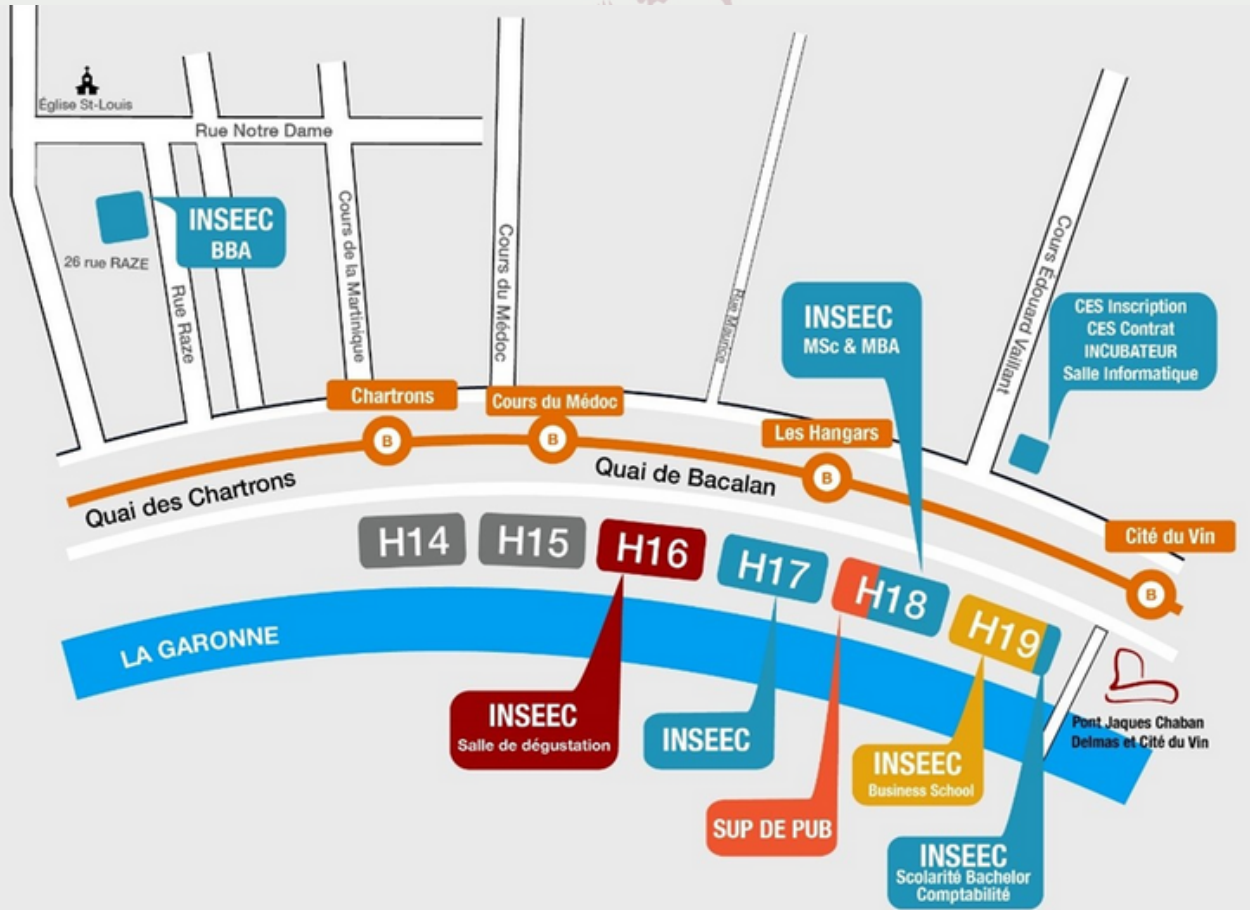 Église St-Louis
Rue Notre Dame
INSEEC
BBA
26 rue RAZE
Rue Raze
Cours de la Martinique
Cours du Médoc
Rue Maurice
INSEEC
MSc & MBA
Cours Édouard Vaillant
CES Inscription
CES Contrat
INCUBATEUR
Salle Informatique
Chartrons
Cours du Médoc
Les Hangars
Cité du Vin
B
B
B
B
Quai des Chartrons
Quai de Bacalan
H14
H15
H16
H17
H18
H19
LA GARONNE
INSEEC
Salle de dégustation
INSEEC
SUP DE PUB
INSEEC
Business School
INSEEC
Scolarité Bachelor
Comptabilité
Pont Jaques Chaban
Delmas et Cité du Vin